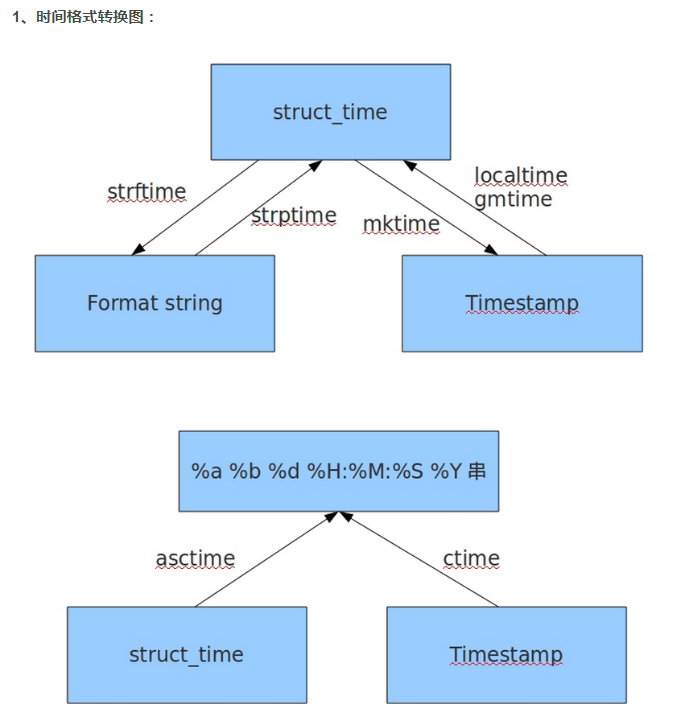 1、时间格式转换图：
struct_time
strftime
strptime
mktime
localtime
gmtime
Format string
Timestamp
%a %b %d %H:%M:%S %Y 串
asctime
ctime
struct_time
Timestamp